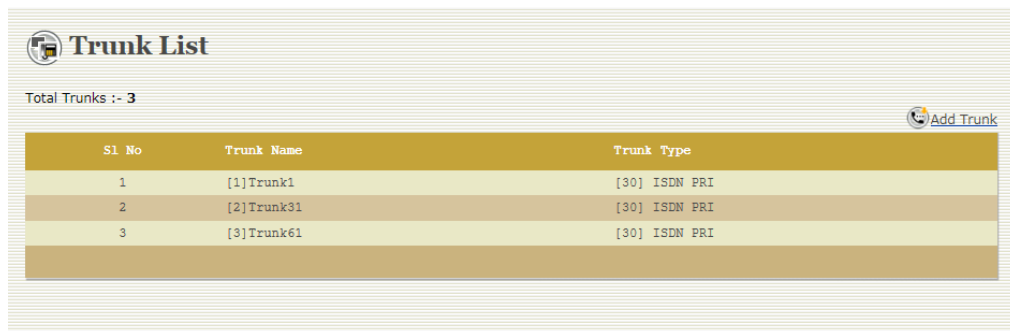 Trunk List
Total Trunks :- 3
Add Trunk
Sl No Trunk Name Trunk Type
1 [1]Trunk1 [30] ISDN PRI
2 [2]Trunk31 [30] ISDN PRI
3 [3]Trunk61 [30] ISDN PRI